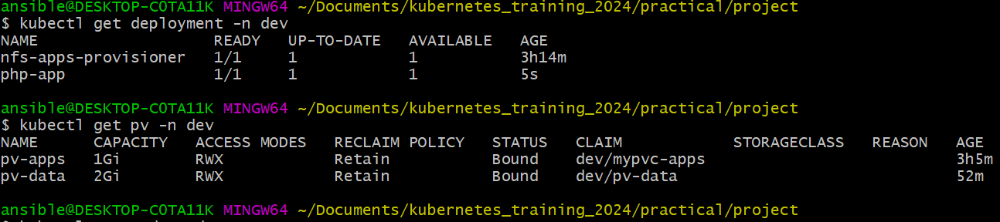 ansible@DESKTOP-COTA11K MINGW64 ~/Documents/kubernetes_training_2024/practical/project
$ kubectl get deployment -n dev
NAME READY UP-TO-DATE AVAILABLE AGE
nfs-apps-provisioner 1/1 1 1 3h14m
php-app 1/1 1 1 5s
ansible@DESKTOP-COTA11K MINGW64 ~/Documents/kubernetes_training_2024/practical/project
$ kubectl get pv -n dev
NAME CAPACITY ACCESS MODES RECLAIM POLICY STATUS CLAIM STORAGECLASS REASON AGE
pv-apps 1Gi RWX Retain Bound dev/mypvc-apps 3h5m
pv-data 2Gi RWX Retain Bound dev/pv-data 52m
ansible@DESKTOP-COTA11K MINGW64 ~/Documents/kubernetes_training_2024/practical/project